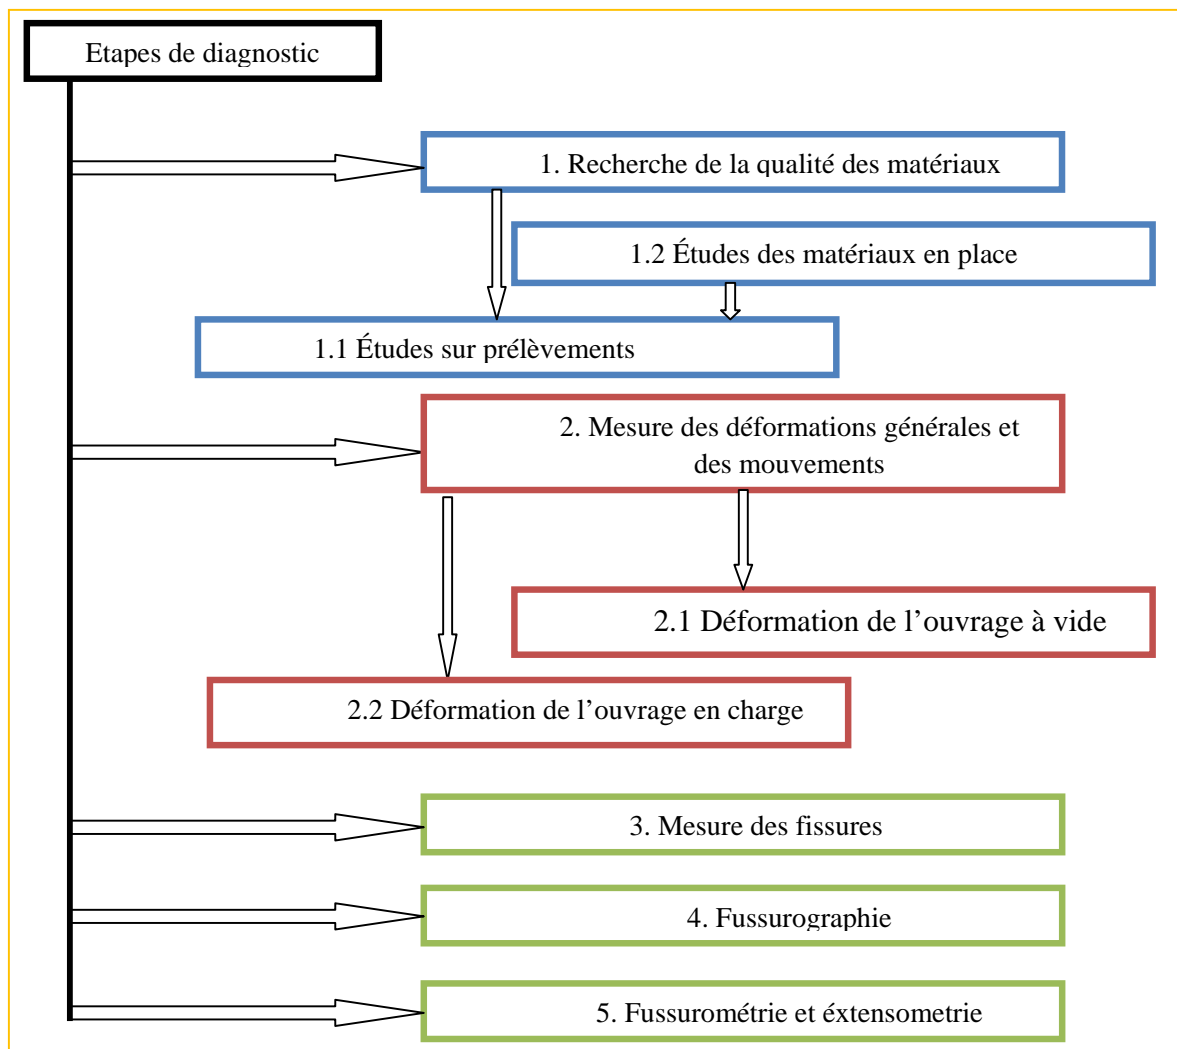 Etapes de diagnostic
1. Recherche de la qualité des matériaux
1.2 Études des matériaux en place
1.1 Études sur prélèvements
2. Mesure des déformations générales et
des mouvements
2.1 Déformation de l’ouvrage à vide
2.2 Déformation de l’ouvrage en charge
3. Mesure des fissures
4. Fussurographie
5. Fussurométrie et éxtensometrie